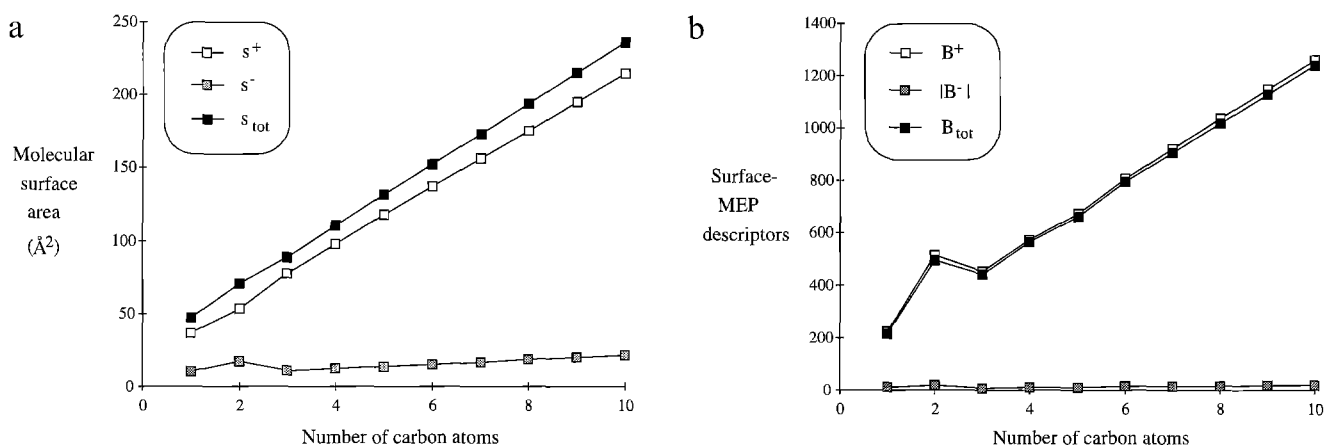 a
250
200
150
100
50
0
Molecular
surface
area
(Å²)
s⁺
s⁻
s tot
0 2 4 6 8 10
Number of carbon atoms
b
1400
1200
1000
800
600
400
200
0
Surface-
MEP
descriptors
B⁺
|B⁻|
B tot
0 2 4 6 8 10
Number of carbon atoms